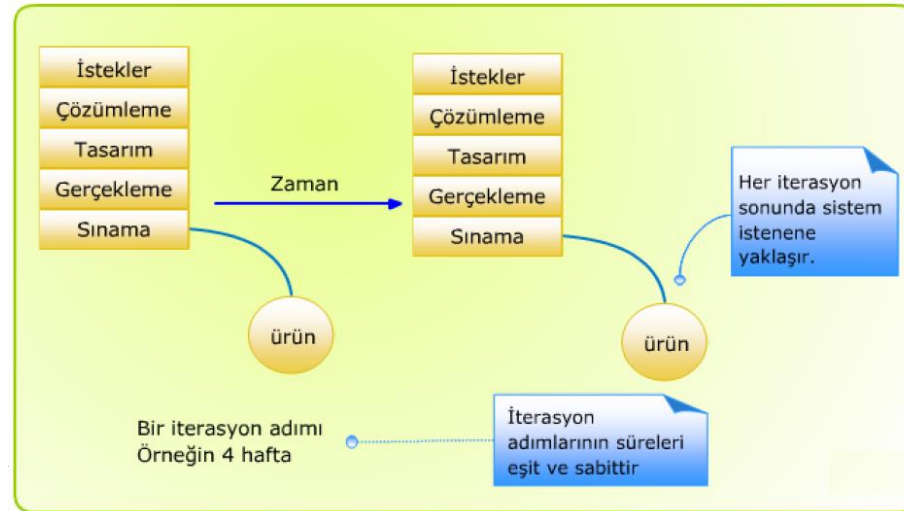 İstekler
Çözümleme
Tasarım
Gerçekleme
Sınama
ürün
Zaman
İstekler
Çözümleme
Tasarım
Gerçekleme
Sınama
ürün
Her iterasyon
sonunda sistem
istenene
yaklaşır.
Bir iterasyon adımı
Örneğin 4 hafta
İterasyon
adımlarının süreleri
eşit ve sabittir